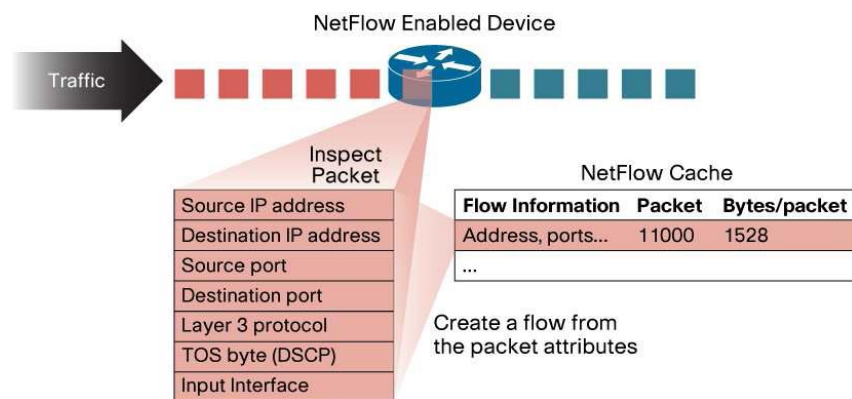 NetFlow Enabled Device
Traffic
Inspect
Packet
Source IP address
Destination IP address
Source port
Destination port
Layer 3 protocol
TOS byte (DSCP)
Input Interface
NetFlow Cache
Flow Information Packet Bytes/packet
Address, ports... 11000 1528
...
Create a flow from
the packet attributes